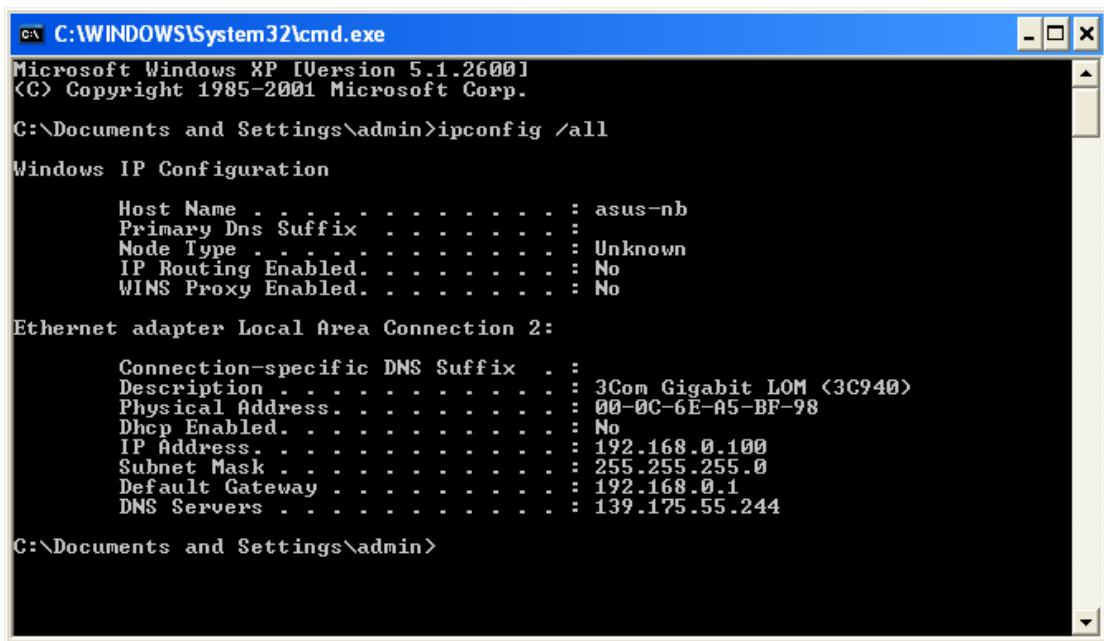 C:\WINDOWS\System32\cmd.exe
Microsoft Windows XP [Version 5.1.2600]
(C) Copyright 1985-2001 Microsoft Corp.
C:\Documents and Settings\admin>ipconfig /all
Windows IP Configuration
Host Name . . . . . . . . . . . . : asus-nb
Primary Dns Suffix  . . . . . . . :
Node Type . . . . . . . . . . . . : Unknown
IP Routing Enabled. . . . . . . . : No
WINS Proxy Enabled. . . . . . . . : No
Ethernet adapter Local Area Connection 2:
Connection-specific DNS Suffix  . :
Description . . . . . . . . . . . : 3Com Gigabit LOM (3C940)
Physical Address. . . . . . . . . : 00-0C-6E-A5-BF-98
Dhcp Enabled. . . . . . . . . . . : No
IP Address. . . . . . . . . . . . : 192.168.0.100
Subnet Mask . . . . . . . . . . . : 255.255.255.0
Default Gateway . . . . . . . . . : 192.168.0.1
DNS Servers . . . . . . . . . . . : 139.175.55.244
C:\Documents and Settings\admin>